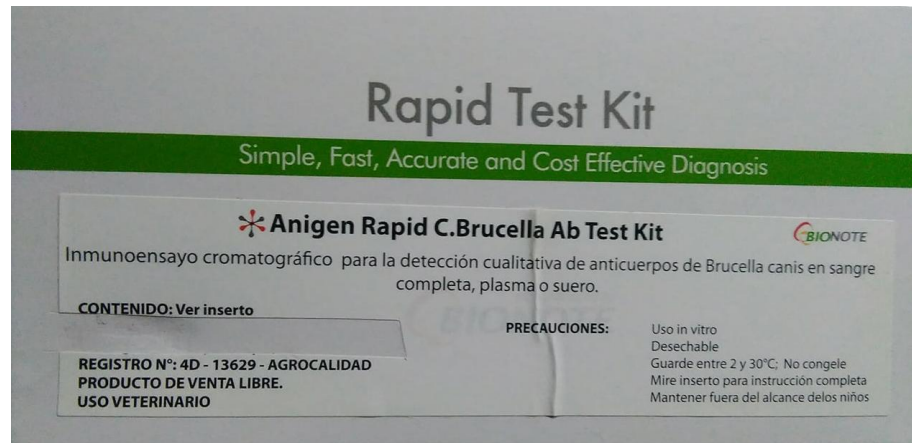 Rapid Test Kit
Simple, Fast, Accurate and Cost Effective Diagnosis
Anigen Rapid C.Brucella Ab Test Kit
BIONOTE
Inmunoensayo cromatográfico para la detección cualitativa de anticuerpos de Brucella canis en sangre
completa, plasma o suero.
CONTENIDO: Ver inserto
BIONOTE
REGISTRO N°: 4D - 13629 - AGROCALIDAD
PRODUCTO DE VENTA LIBRE.
USO VETERINARIO
PRECAUCIONES:
Uso in vitro
Desechable
Guarde entre 2 y 30°C; No congele
Mire inserto para instrucción completa
Mantener fuera del alcance delos niños